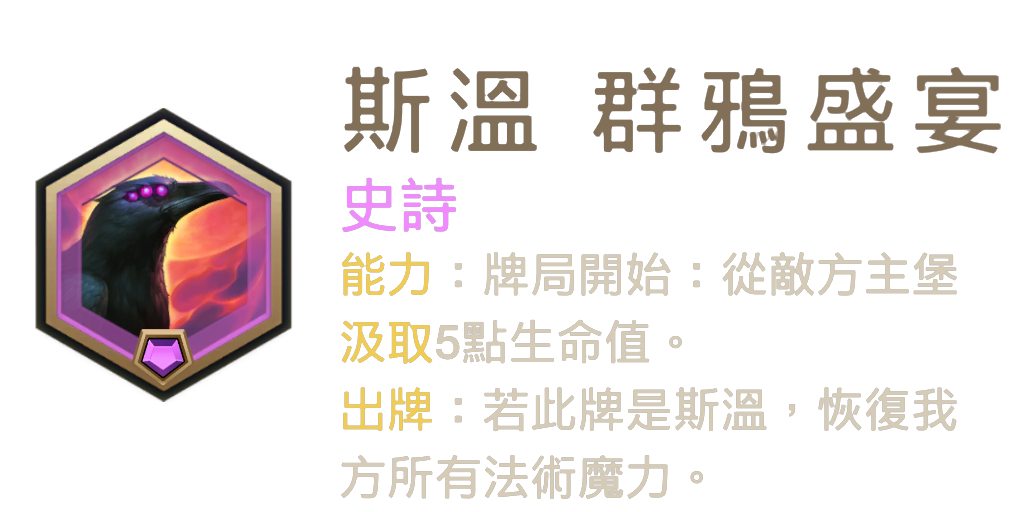 斯溫 群鴉盛宴
史詩
能力：牌局開始：從敵方主堡
汲取5點生命值。
出牌：若此牌是斯溫，恢復我
方所有法術魔力。